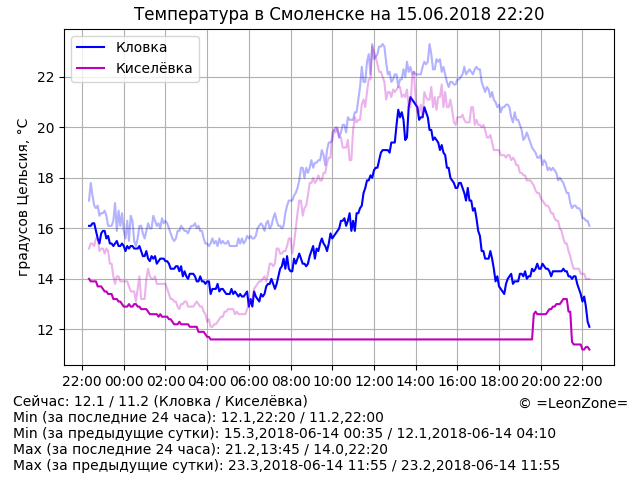 Температура в Смоленске на 15.06.2018 22:20
Кловка
Киселёвка
градусов Цельсия, °C
22
20
18
16
14
12
22:00 00:00 02:00 04:00 06:00 08:00 10:00 12:00 14:00 16:00 18:00 20:00 22:00
Сейчас: 12.1 / 11.2 (Кловка / Киселёвка)
© =LeonZone=
Min (за последние 24 часа): 12.1,22:20 / 11.2,22:00
Min (за предыдущие сутки): 15.3,2018-06-14 00:35 / 12.1,2018-06-14 04:10
Max (за последние 24 часа): 21.2,13:45 / 14.0,22:20
Max (за предыдущие сутки): 23.3,2018-06-14 11:55 / 23.2,2018-06-14 11:55